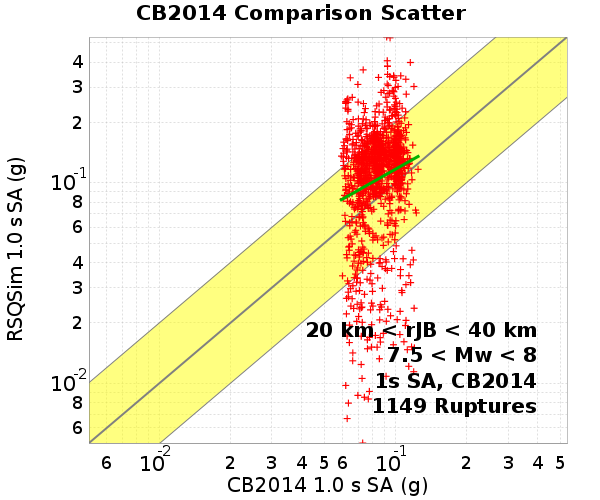 CB2014 Comparison Scatter
RSQSim 1.0 s SA (g)
4
3
2
10⁻¹
8
6
4
3
2
10⁻²
8
6
20 km < rJB < 40 km
7.5 < Mw < 8
1s SA, CB2014
1149 Ruptures
6 10⁻² 2 3 4 5 6 10⁻¹ 2 3 4 5
CB2014 1.0 s SA (g)